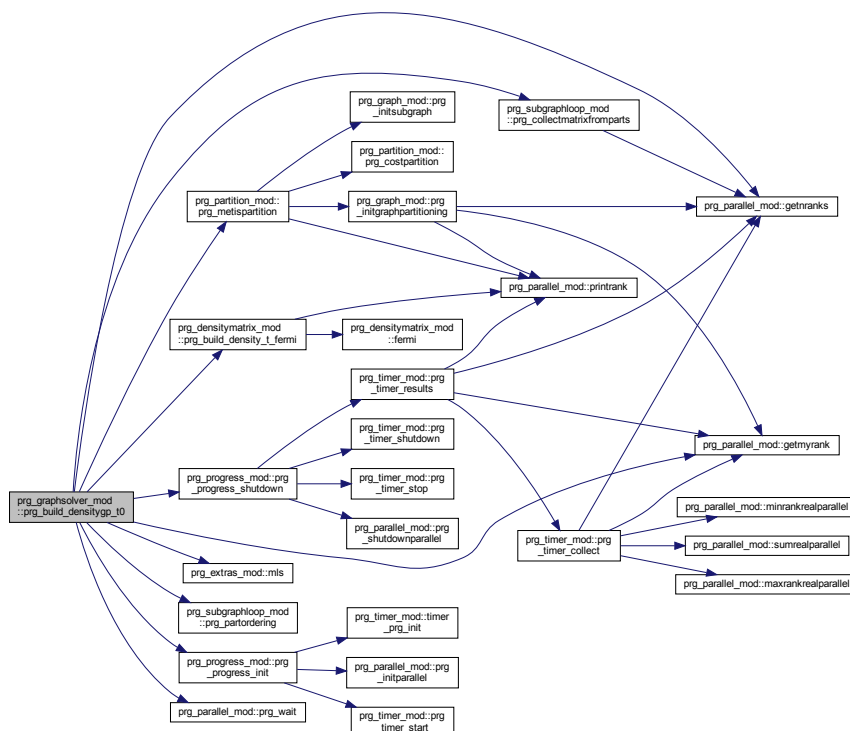 prg_graph_mod::prg
_initsubgraph
prg_subgraphloop_mod
::prg_collectmatrixfromparts
prg_partition_mod::
prg_costpartition
prg_partition_mod::
prg_metispartition
prg_graph_mod::prg
_initgraphpartitioning
prg_parallel_mod::getnranks
prg_parallel_mod::printrank
prg_densitymatrix_mod
::prg_build_density_t_fermi
prg_densitymatrix_mod
::fermi
prg_timer_mod::prg
_timer_results
prg_timer_mod::prg
_timer_shutdown
prg_parallel_mod::getmyrank
prg_progress_mod::prg
_progress_shutdown
prg_timer_mod::prg
_timer_stop
prg_graphsolver_mod
::prg_build_densitygp_t0
prg_parallel_mod::prg
_shutdownparallel
prg_timer_mod::prg
_timer_collect
prg_parallel_mod::minrankrealparallel
prg_parallel_mod::sumrealparallel
prg_parallel_mod::maxrankrealparallel
prg_extras_mod::mls
prg_subgraphloop_mod
::prg_partordering
prg_timer_mod::timer
_prg_init
prg_progress_mod::prg
_progress_init
prg_parallel_mod::prg
_initparallel
prg_parallel_mod::prg_wait
prg_timer_mod::prg
_timer_start